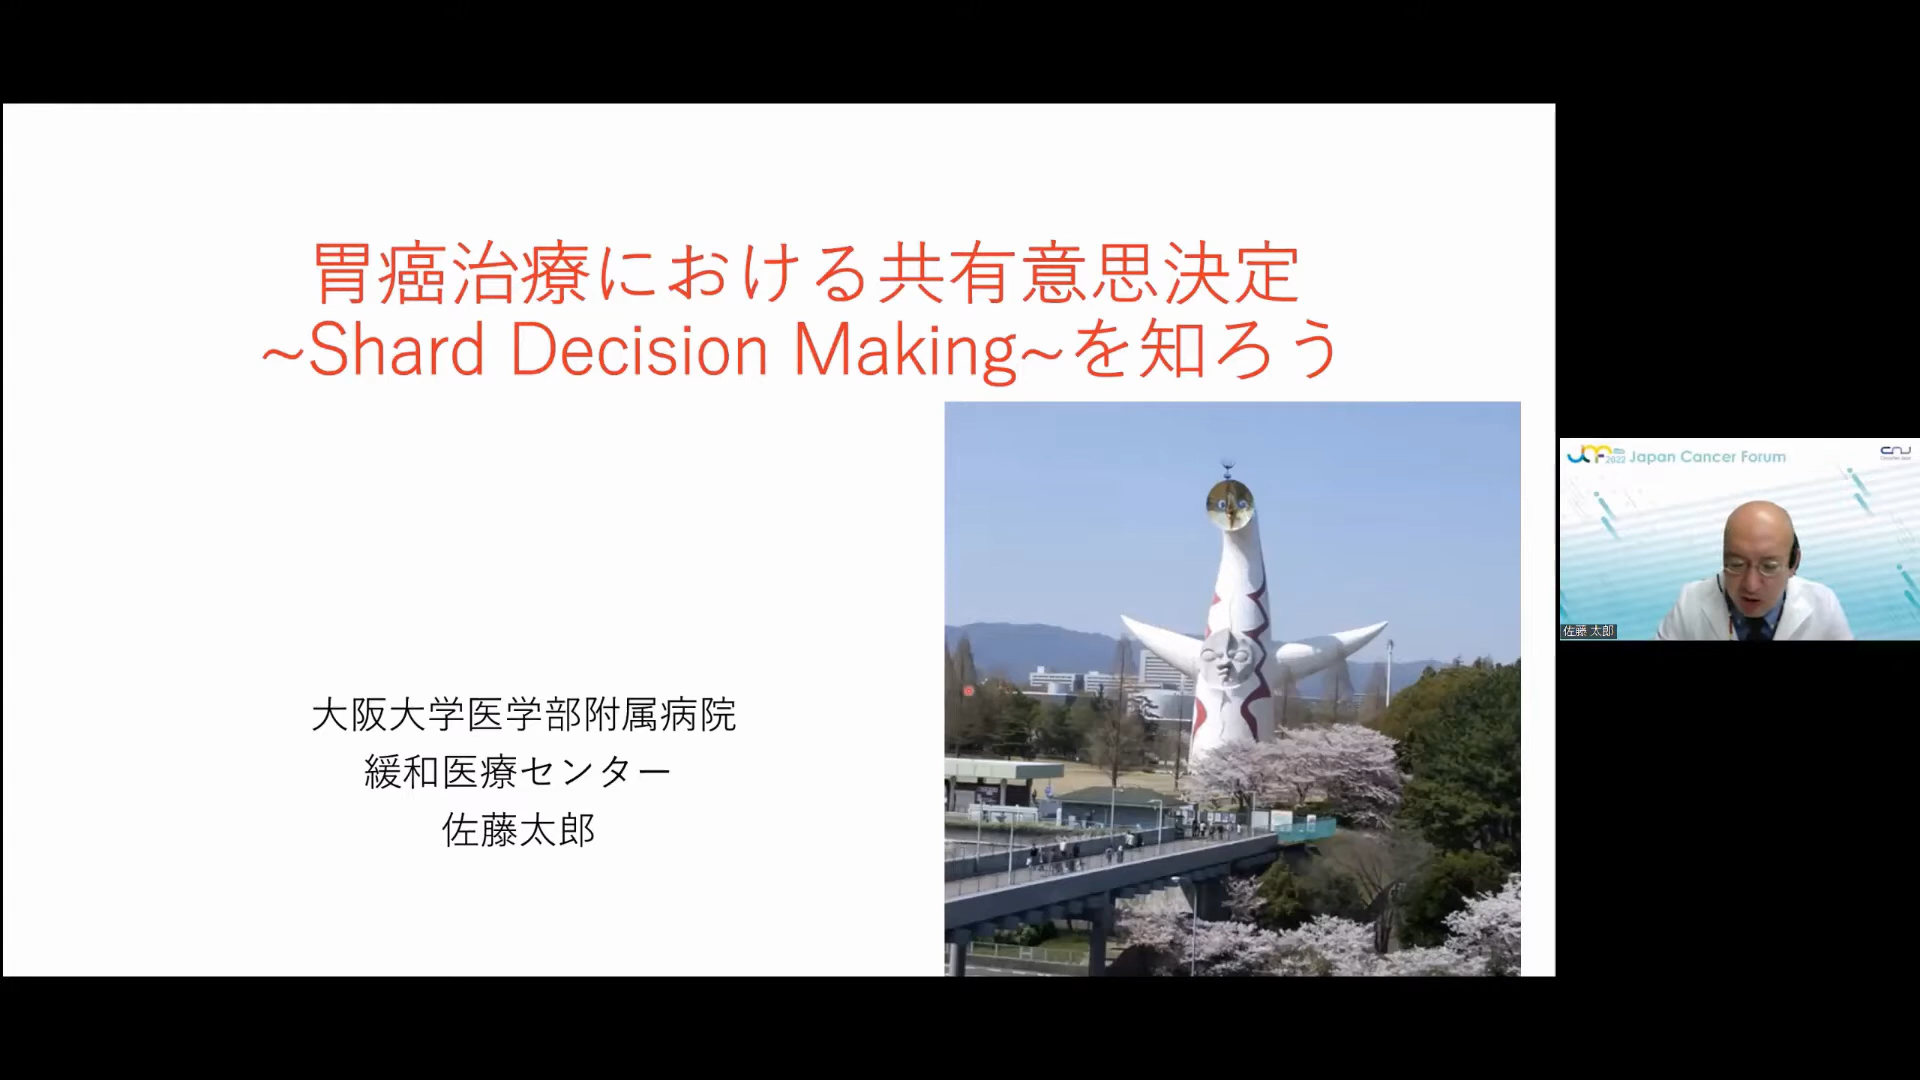 胃癌治療における共有意思決定
~Shard Decision Making~を知ろう
大阪大学医学部附属病院
緩和医療センター
佐藤太郎
2022 Japan Cancer Forum
佐藤 太郎